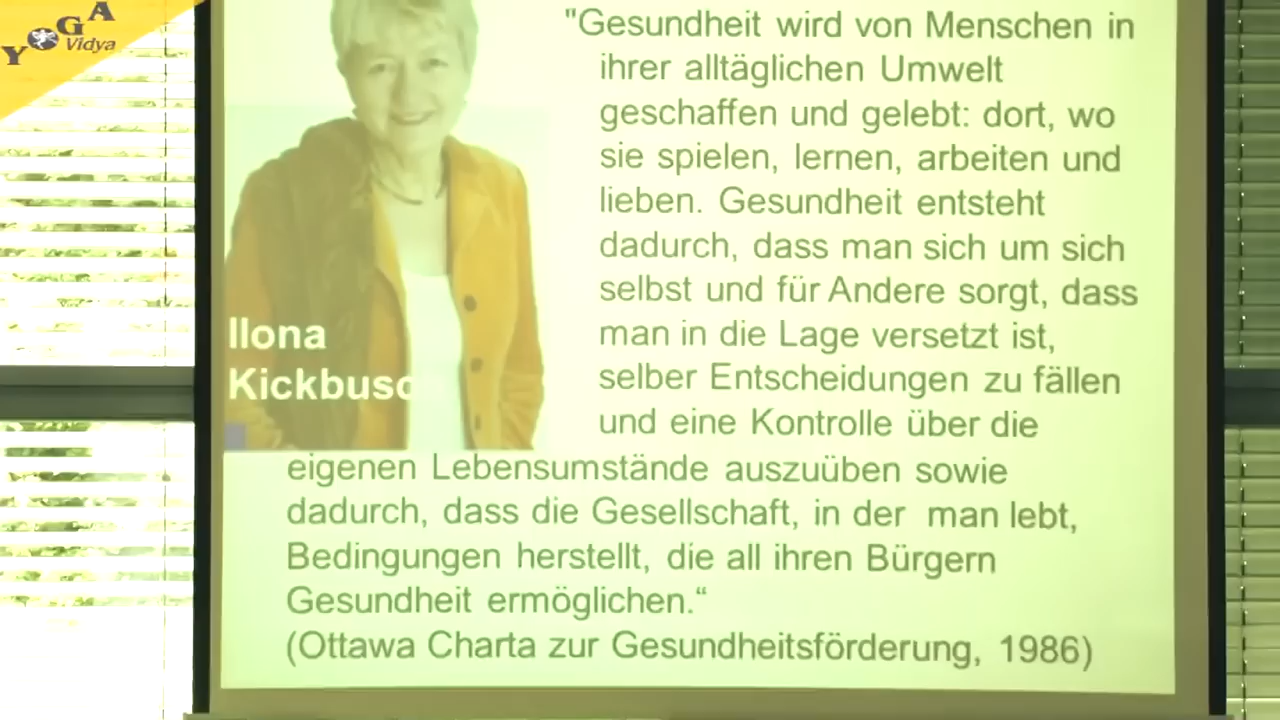 YOGA
Vidya
"Gesundheit wird von Menschen in
ihrer alltäglichen Umwelt
geschaffen und gelebt: dort, wo
sie spielen, lernen, arbeiten und
lieben. Gesundheit entsteht
dadurch, dass man sich um sich
selbst und für Andere sorgt, dass
man in die Lage versetzt ist,
selber Entscheidungen zu fällen
und eine Kontrolle über die
eigenen Lebensumstände auszuüben sowie
dadurch, dass die Gesellschaft, in der man lebt,
Bedingungen herstellt, die all ihren Bürgern
Gesundheit ermöglichen.“
(Ottawa Charta zur Gesundheitsförderung, 1986)
Ilona
Kickbusc